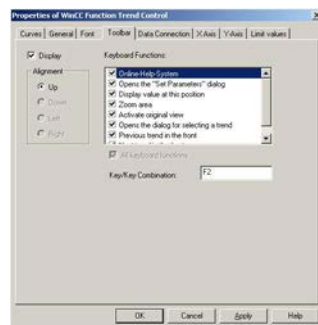 Properties of WinCC Function Trend Control
Curves General Font Toolbar Data Connection X Axis Y-Axis Limit values
Display
Keyboard Functions:
Alignment
Up
Down
Left
Right
Online-Help-System
Opens the "Set Parameters" dialog
Display value at this position
Zoom area
Activate original view
Opens the dialog for selecting a trend
Previous trend in the front
All keyboard functions
Key/Key Combination:
F2
OK Cancel Apply Help